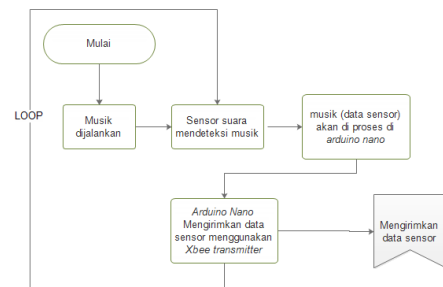 Mulai
LOOP
Musik
dijalankan
Sensor suara
mendeteksi musik
musik (data sensor)
akan di proses di
arduino nano
Arduino Nano
Mengirimkan data
sensor menggunakan
Xbee transmitter
Mengirimkan
data sensor